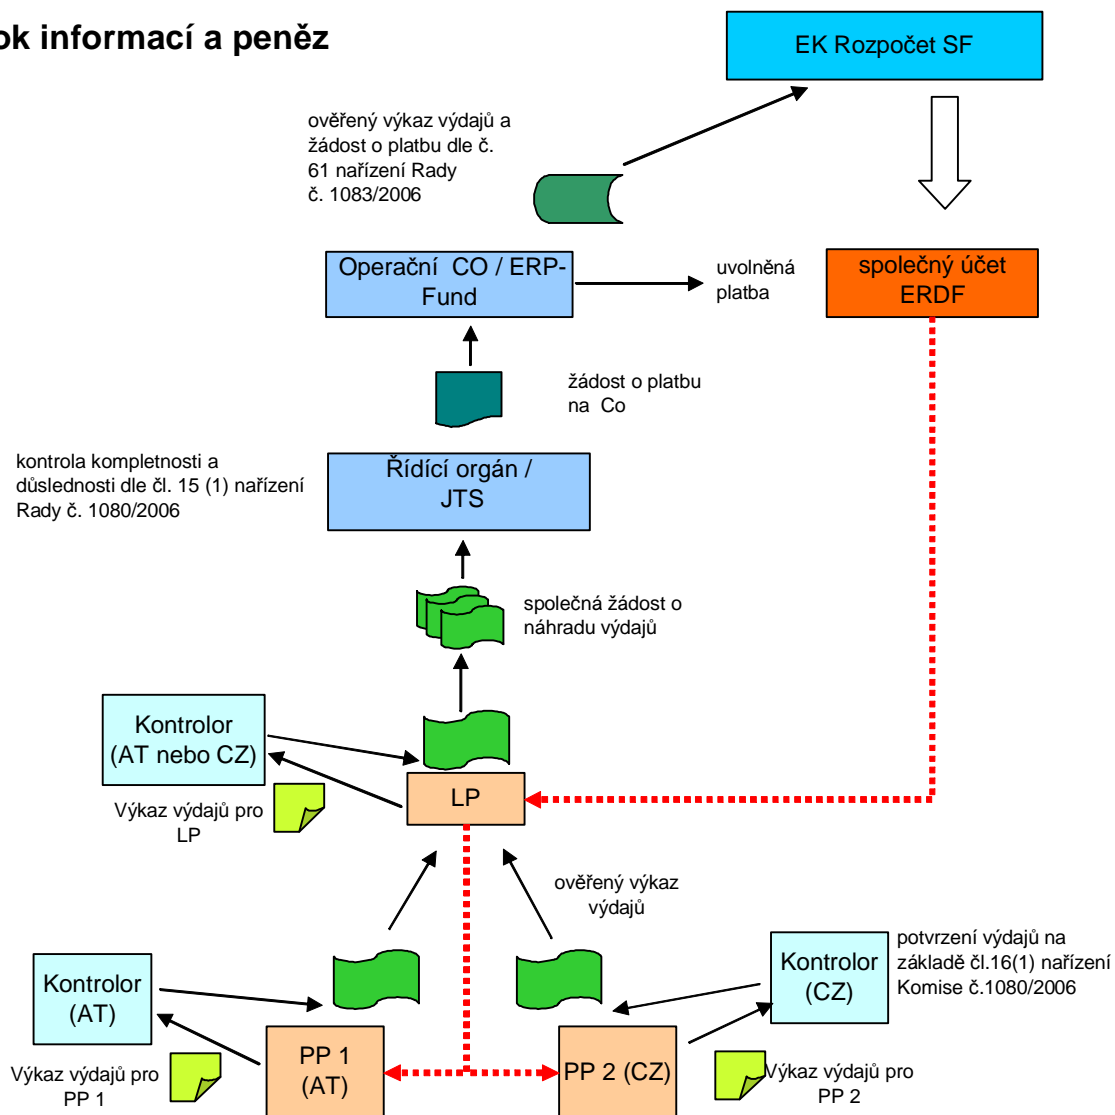 ok informací a peněz
EK Rozpočet SF
ověřený výkaz výdajů a
žádost o platbu dle č.
61 nařízení Rady
č. 1083/2006
Operační CO / ERP-
Fund
uvolněná
platba
společný účet
ERDF
žádost o platbu
na Co
kontrola kompletnosti a
důslednosti dle čl. 15 (1) nařízení
Rady č. 1080/2006
Řídící orgán /
JTS
společná žádost o
náhradu výdajů
Kontrolor
(AT nebo CZ)
Výkaz výdajů pro
LP
LP
ověřený výkaz
výdajů
Kontrolor
(AT)
Kontrolor
(CZ)
potvrzení výdajů na
základě čl.16(1) nařízení
Komise č.1080/2006
Výkaz výdajů pro
PP 1
PP 1
(AT)
PP 2 (CZ)
Výkaz výdajů pro
PP 2